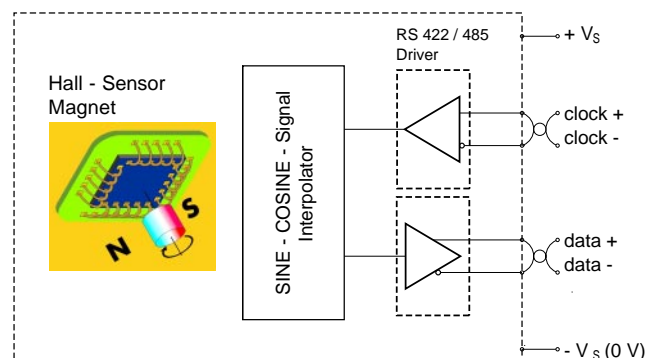 RS 422 / 485
Driver
+ VS
Hall - Sensor
Magnet
clock +
clock -
SINE - COSINE - Signal
Interpolator
N
S
data +
data -
- VS (0 V)